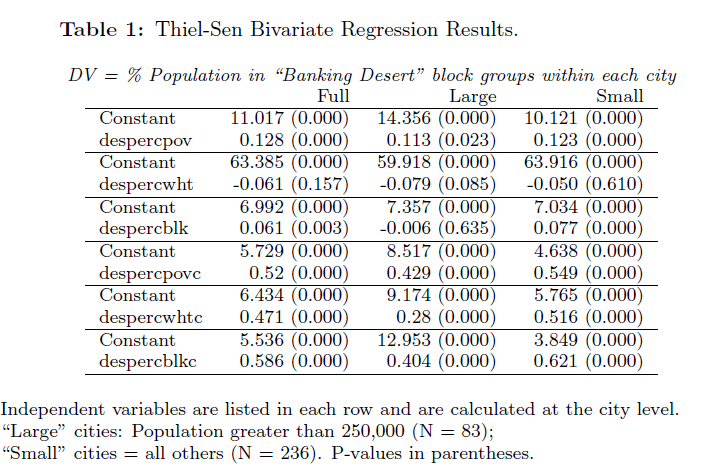 Table 1: Thiel-Sen Bivariate Regression Results.
DV = % Population in “Banking Desert” block groups within each city
Full Large Small
Constant 11.017 (0.000) 14.356 (0.000) 10.121 (0.000)
despercpov 0.128 (0.000) 0.113 (0.023) 0.123 (0.000)
Constant 63.385 (0.000) 59.918 (0.000) 63.916 (0.000)
despercwht -0.061 (0.157) -0.079 (0.085) -0.050 (0.610)
Constant 6.992 (0.000) 7.357 (0.000) 7.034 (0.000)
despercblk 0.061 (0.003) -0.006 (0.635) 0.077 (0.000)
Constant 5.729 (0.000) 8.517 (0.000) 4.638 (0.000)
despercpovc 0.52 (0.000) 0.429 (0.000) 0.549 (0.000)
Constant 6.434 (0.000) 9.174 (0.000) 5.765 (0.000)
despercwhtc 0.471 (0.000) 0.28 (0.000) 0.516 (0.000)
Constant 5.536 (0.000) 12.953 (0.000) 3.849 (0.000)
despercblkc 0.586 (0.000) 0.404 (0.000) 0.621 (0.000)
Independent variables are listed in each row and are calculated at the city level.
“Large” cities: Population greater than 250,000 (N = 83);
“Small” cities = all others (N = 236). P-values in parentheses.